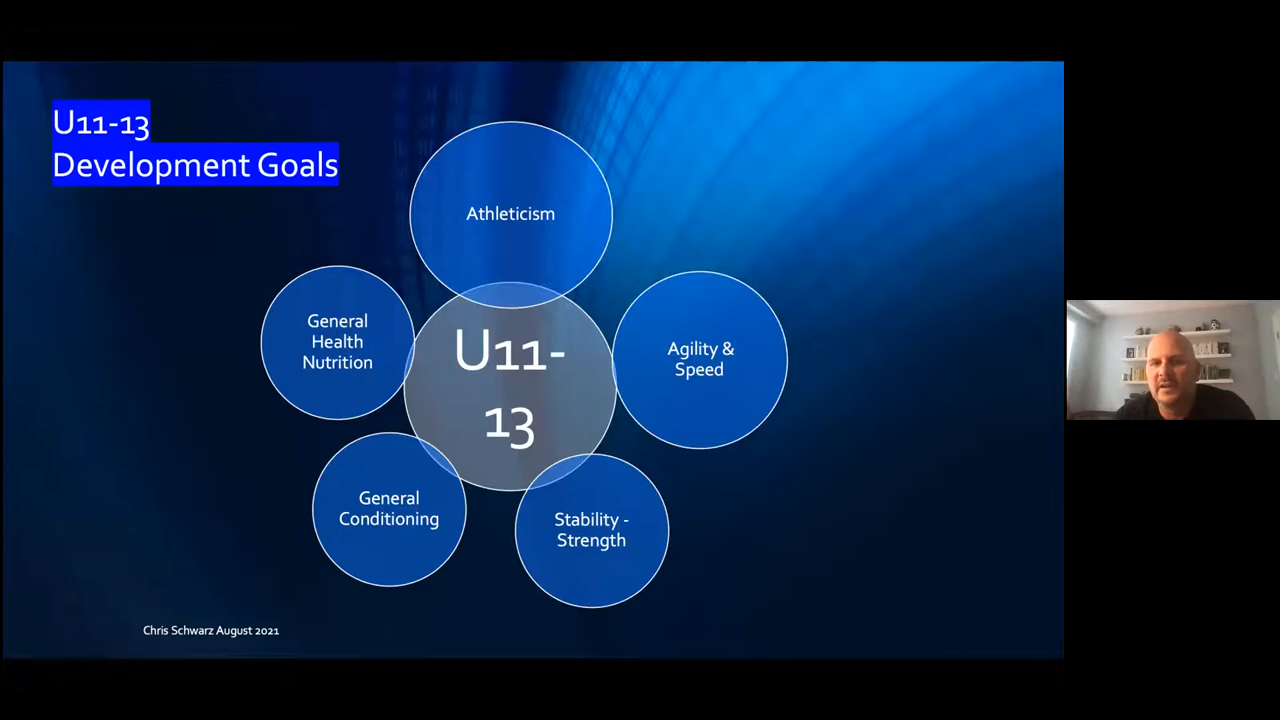 U11-13
Development Goals
Athleticism
General
Health
Nutrition
U11-
13
Agility &
Speed
General
Conditioning
Stability -
Strength
Chris Schwarz August 2021